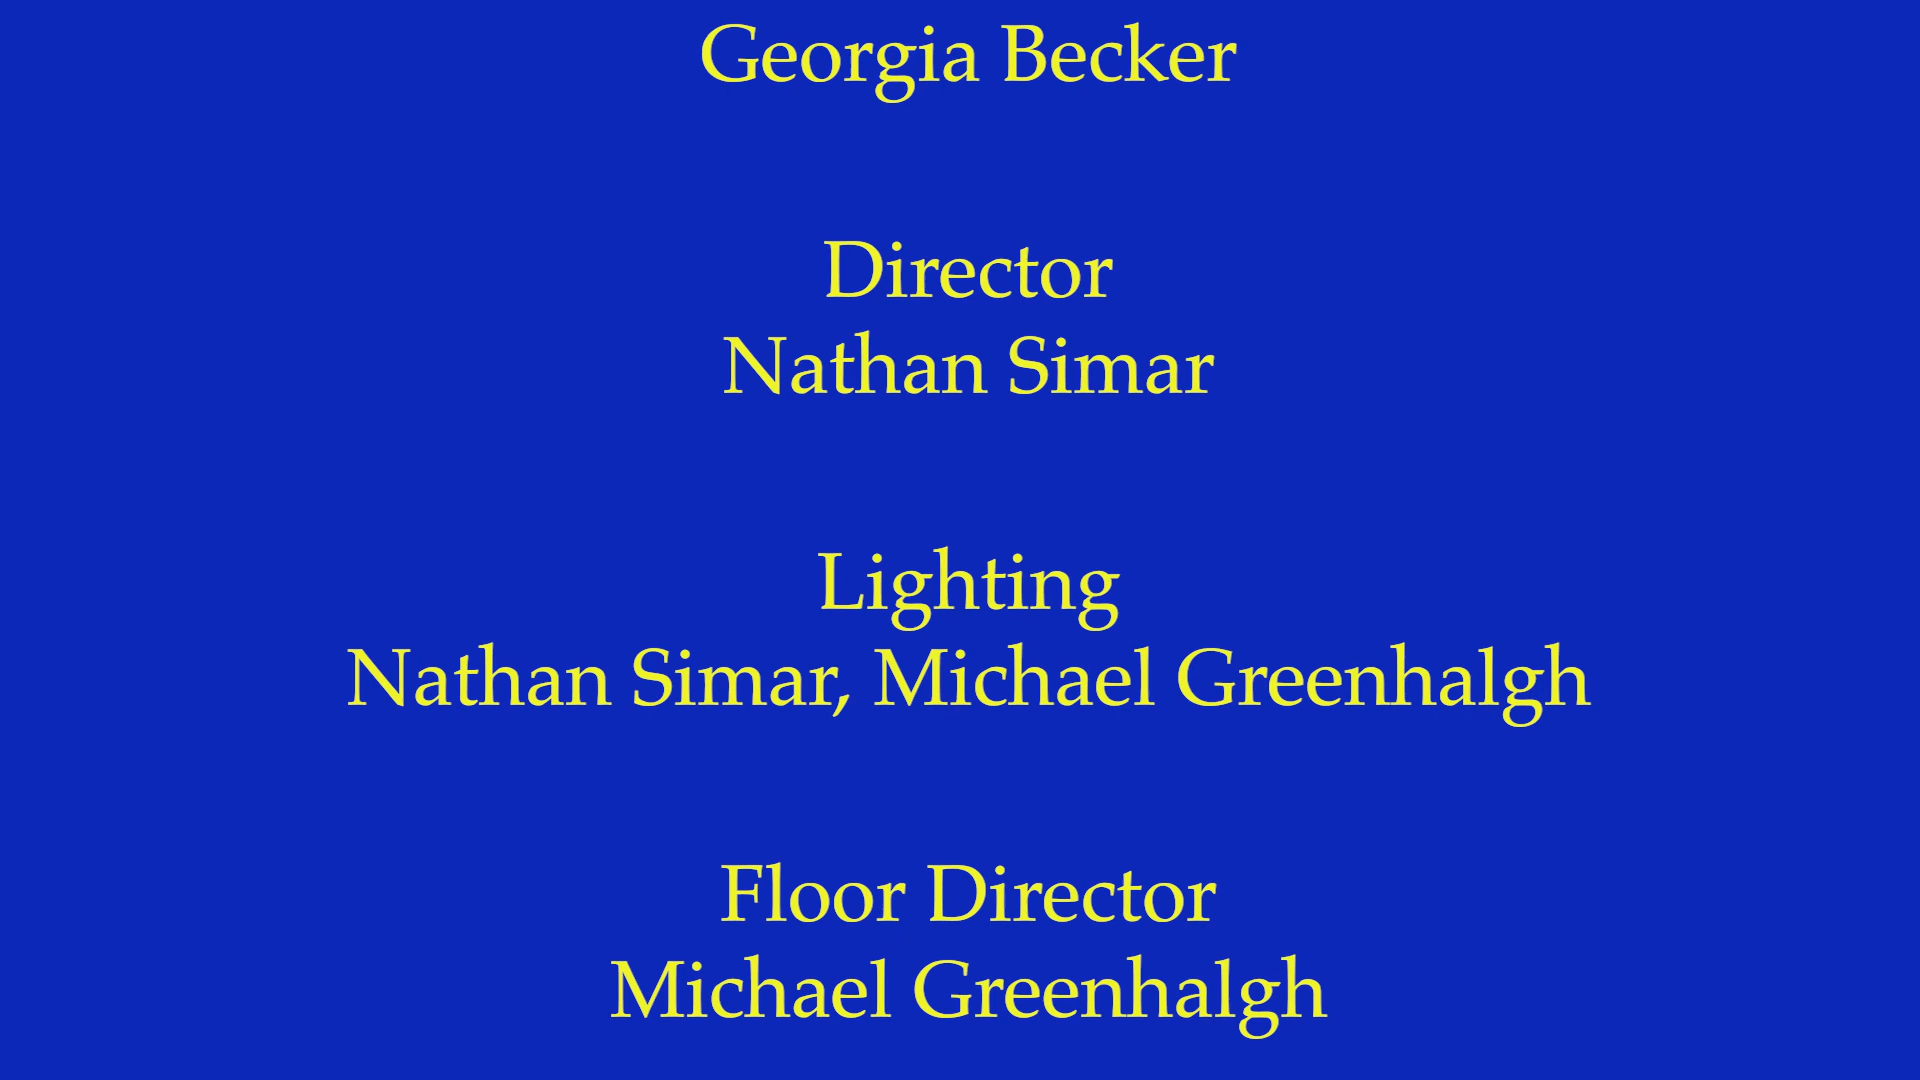 Georgia Becker
Director
Nathan Simar
Lighting
Nathan Simar, Michael Greenhalgh
Floor Director
Michael Greenhalgh